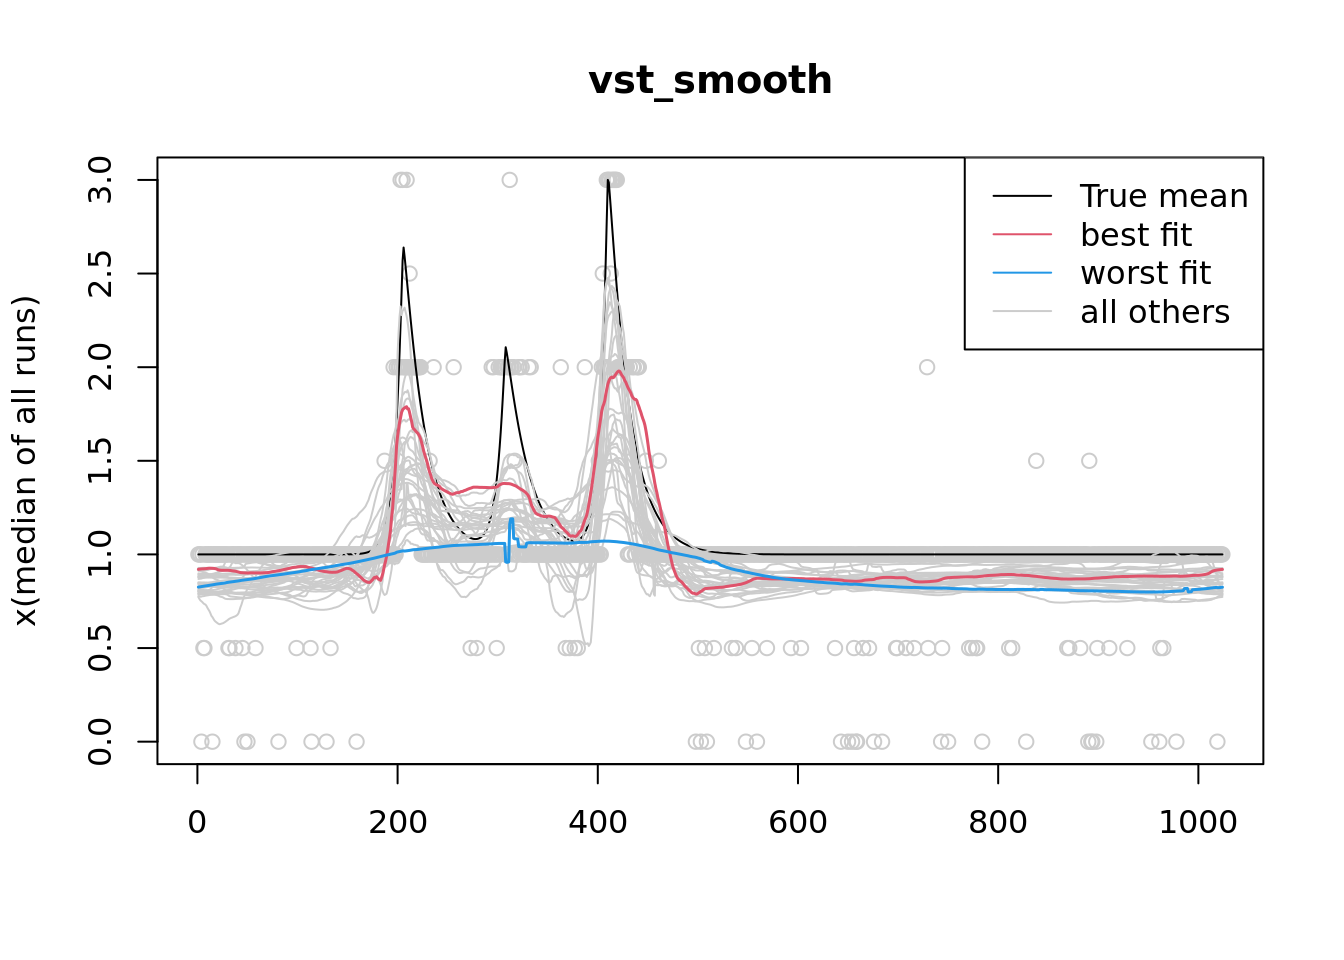 vst_smooth
x(median of all runs)
3.0
2.5
2.0
1.5
1.0
0.5
0.0
True mean
best fit
worst fit
all others
0 200 400 600 800 1000